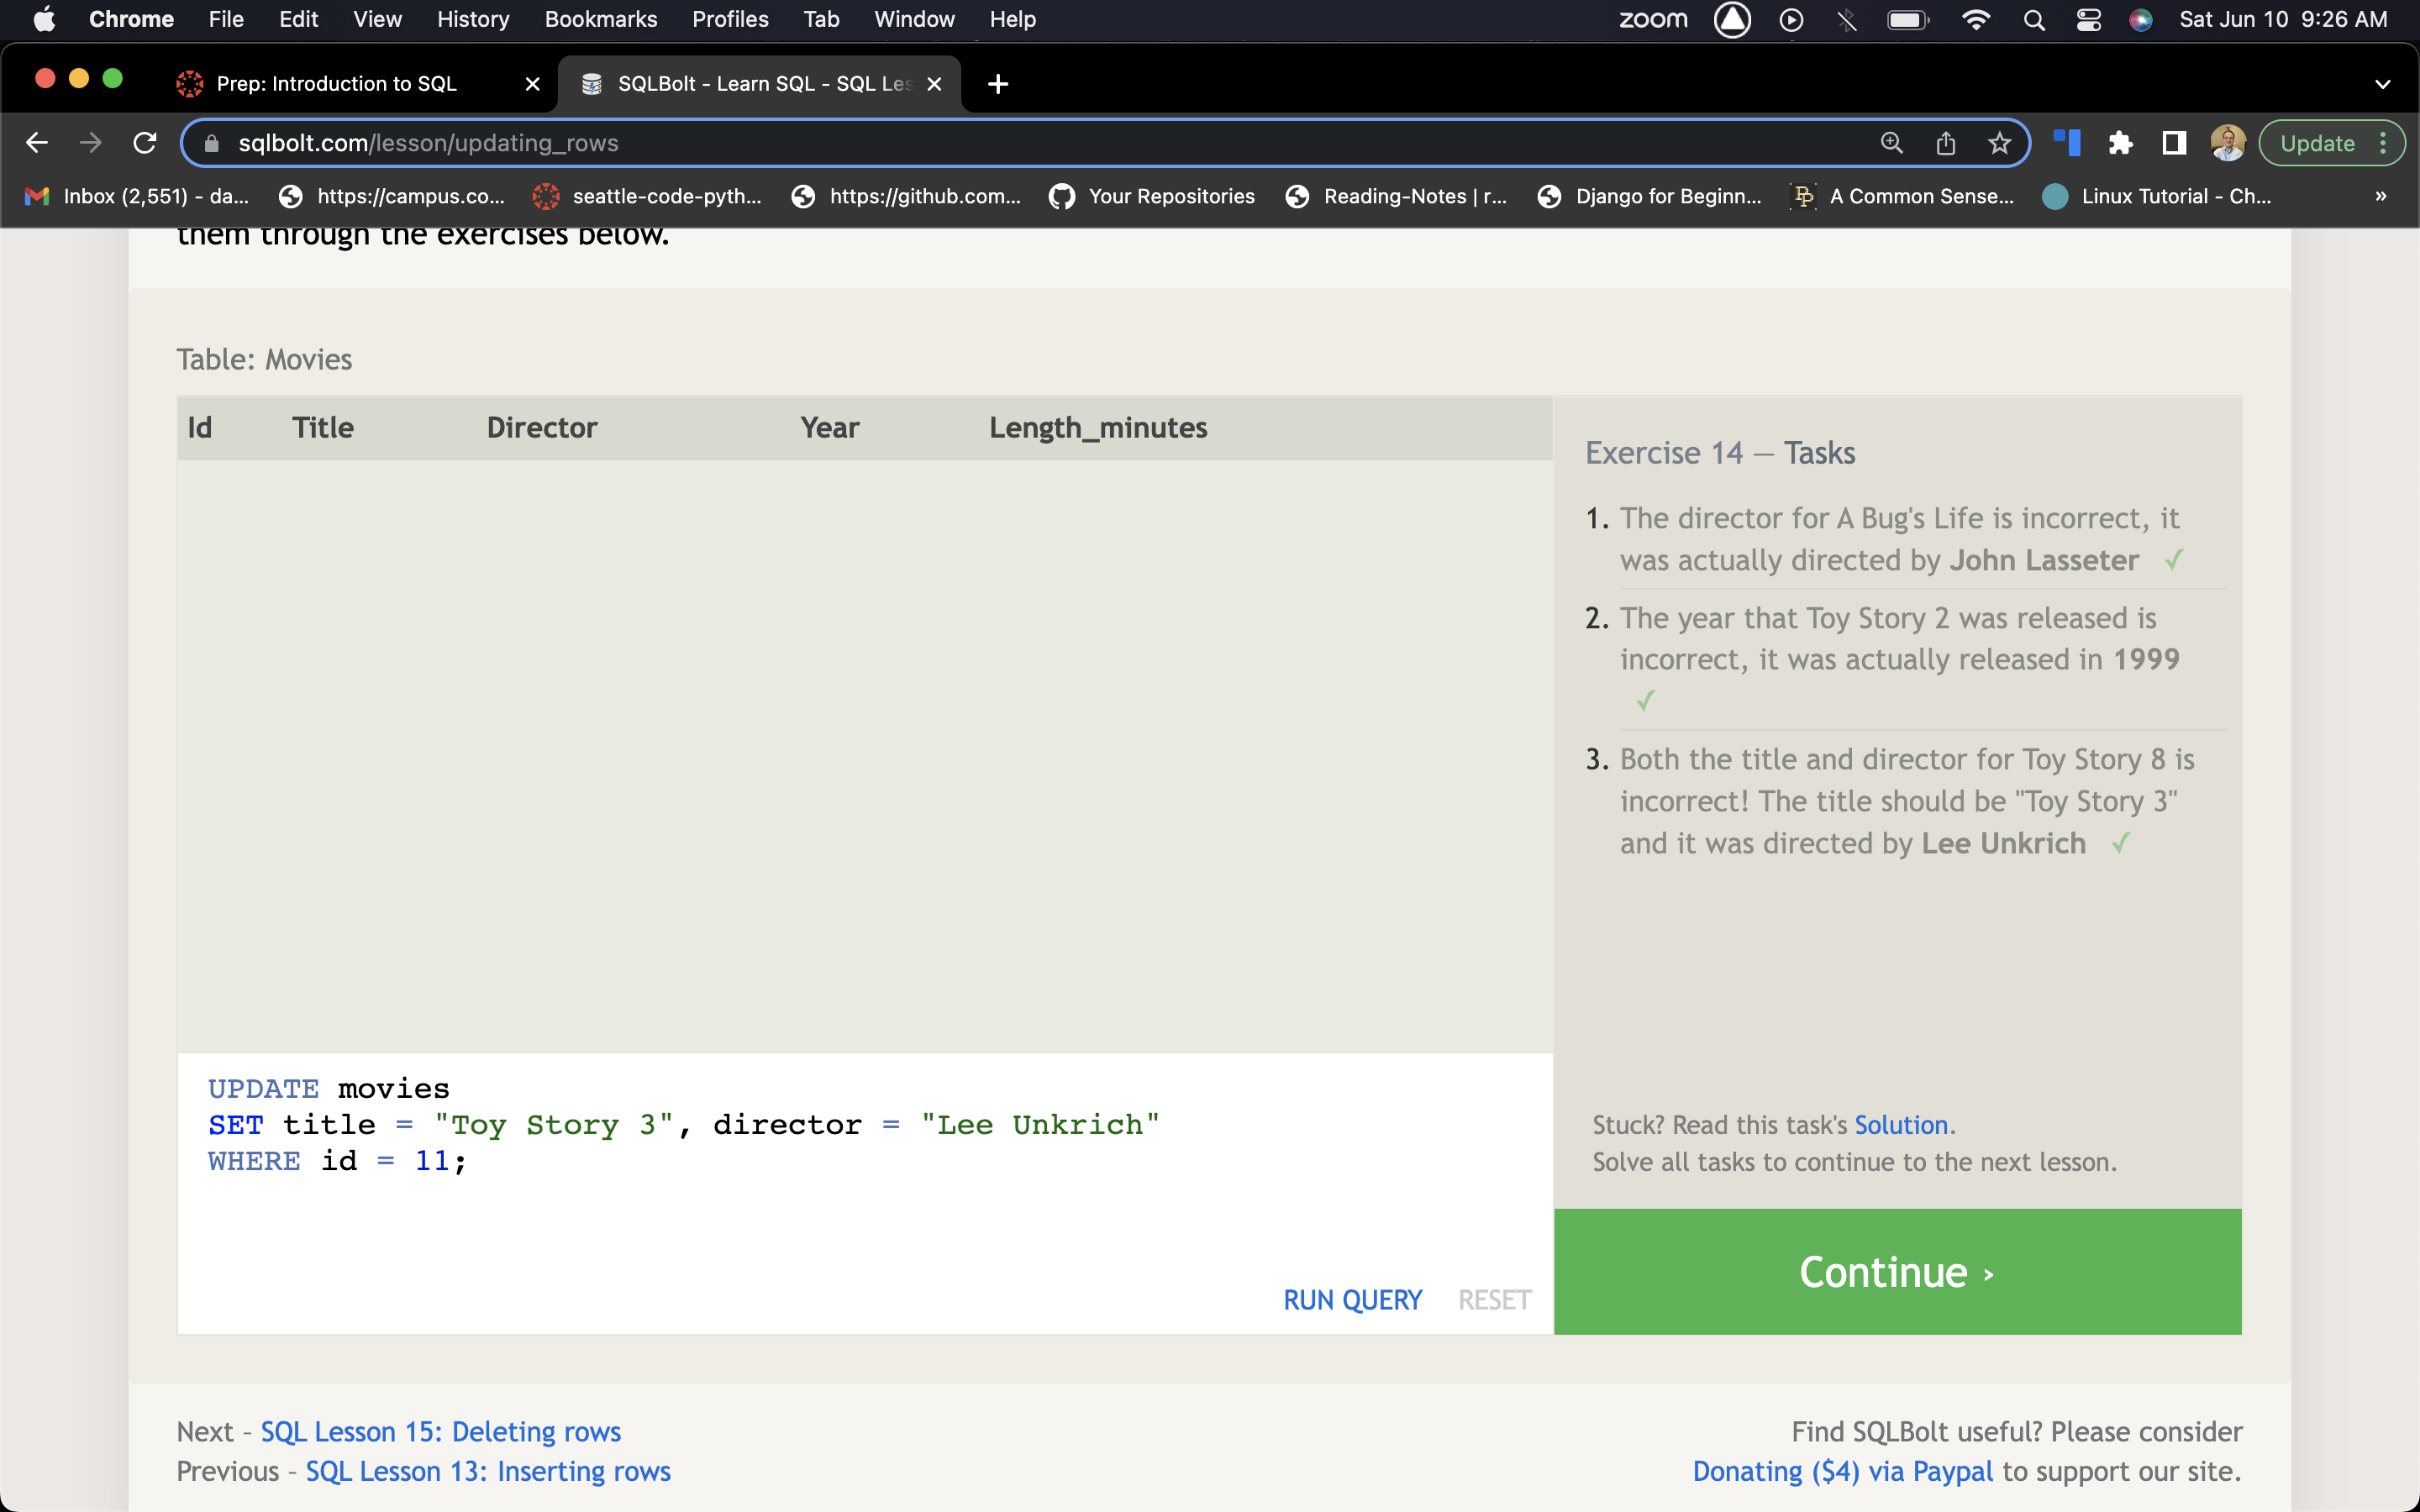 Chrome File Edit View History Bookmarks Profiles Tab Window Help zoom Sat Jun 10 9:26 AM
Prep: Introduction to SQL SQLBolt - Learn SQL - SQL Les
sqlbolt.com/lesson/updating_rows Update
Inbox (2,551) - da... https://campus.co... seattle-code-pyth... https://github.com... Your Repositories Reading-Notes | r... Django for Beginn... A Common Sense... Linux Tutorial - Ch... »
them through the exercises below.
Table: Movies
Id Title Director Year Length_minutes
Exercise 14 — Tasks
1. The director for A Bug's Life is incorrect, it
was actually directed by John Lasseter ✓
2. The year that Toy Story 2 was released is
incorrect, it was actually released in 1999
✓
3. Both the title and director for Toy Story 8 is
incorrect! The title should be "Toy Story 3"
and it was directed by Lee Unkrich ✓
UPDATE movies
SET title = "Toy Story 3", director = "Lee Unkrich"
WHERE id = 11;
RUN QUERY RESET
Stuck? Read this task's Solution.
Solve all tasks to continue to the next lesson.
Continue ›
Next – SQL Lesson 15: Deleting rows
Previous – SQL Lesson 13: Inserting rows
Find SQLBolt useful? Please consider
Donating ($4) via Paypal to support our site.